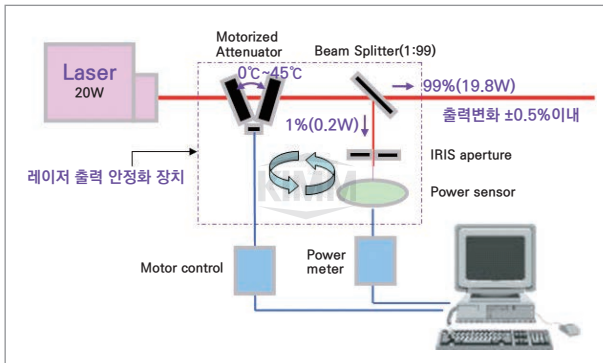 Motorized
Attenuator
Beam Splitter(1:99)
Laser
20W
0℃~45℃
99%(19.8W)
출력변화 ±0.5%이내
1%(0.2W)
IRIS aperture
레이저 출력 안정화 장치
KIMM
Power sensor
Motor control
Power
meter